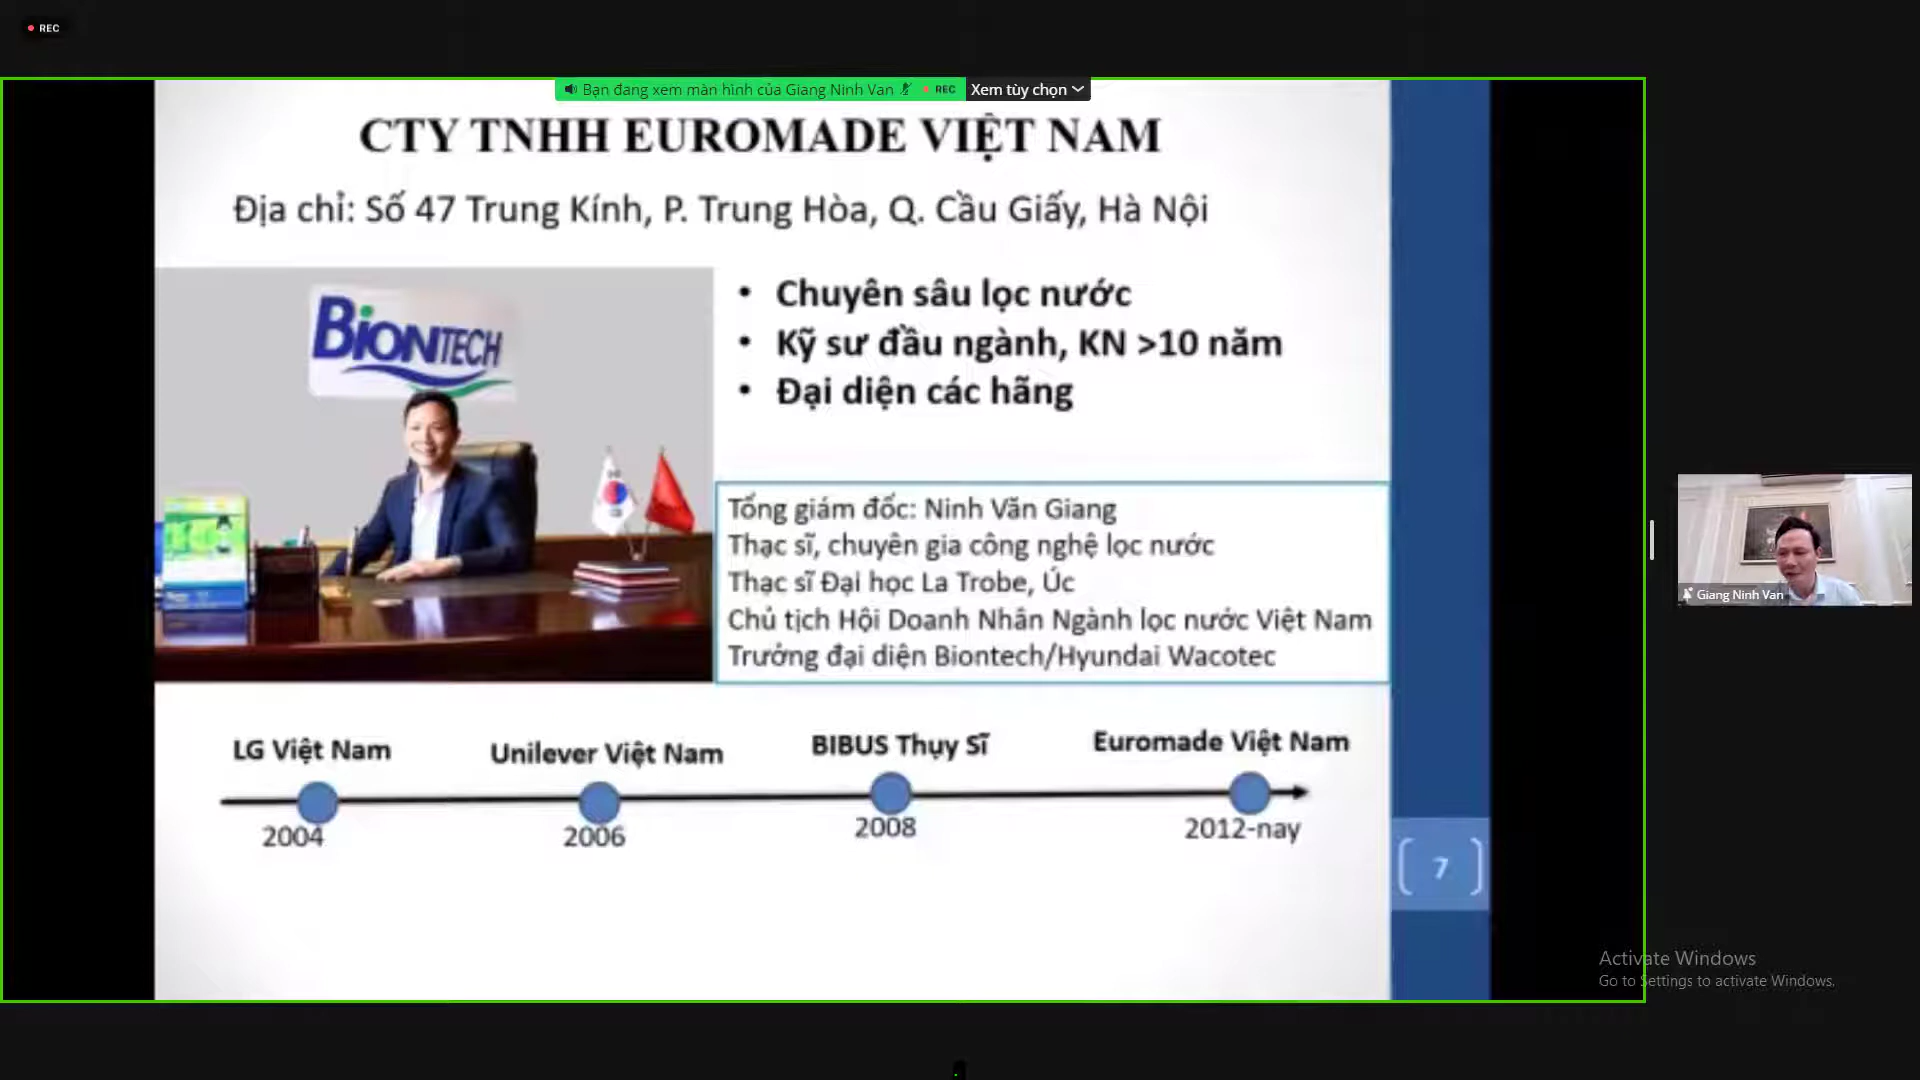 REC
Bạn đang xem màn hình của Giang Ninh Van REC Xem tùy chọn
CTY TNHH EUROMADE VIỆT NAM
Địa chỉ: Số 47 Trung Kính, P. Trung Hòa, Q. Cầu Giấy, Hà Nội
BIONTECH
• Chuyên sâu lọc nước
• Kỹ sư đầu ngành, KN >10 năm
• Đại diện các hãng
Tổng giám đốc: Ninh Văn Giang
Thạc sĩ, chuyên gia công nghệ lọc nước
Thạc sĩ Đại học La Trobe, Úc
Chủ tịch Hội Doanh Nhân Ngành lọc nước Việt Nam
Trưởng đại diện Biontech/Hyundai Wacotec
Giang Ninh Van
LG Việt Nam
Unilever Việt Nam
BIBUS Thụy Sĩ
Euromade Việt Nam
2004
2006
2008
2012-nay
7
Activate Windows
Go to Settings to activate Windows.